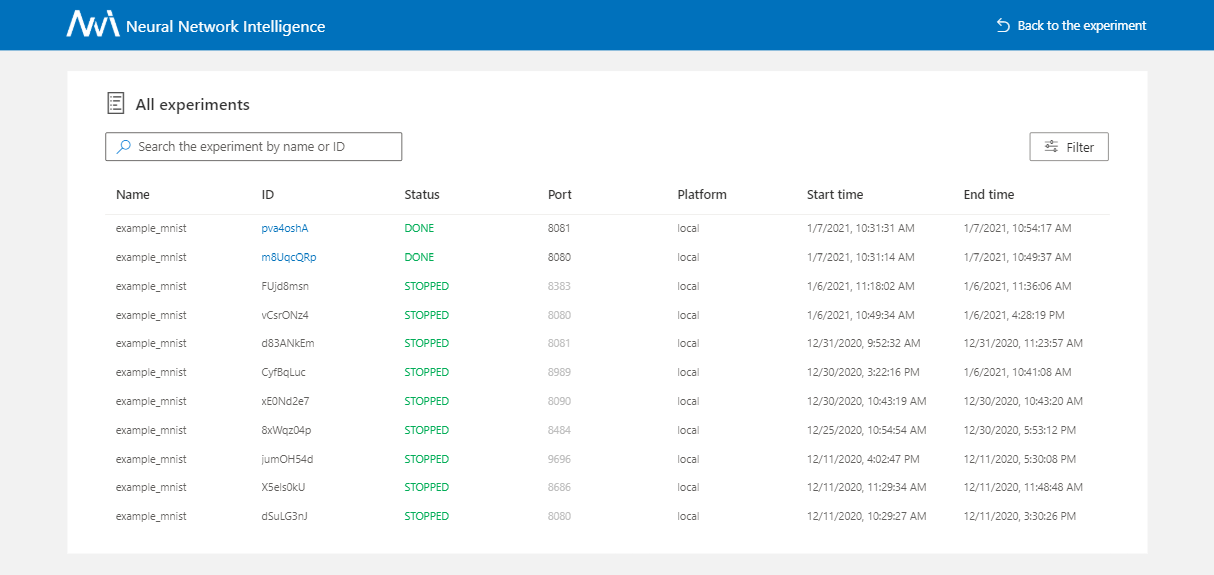 Neural Network Intelligence Back to the experiment
All experiments
Search the experiment by name or ID Filter
Name ID Status Port Platform Start time End time
example_mnist pva4oshA DONE 8081 local 1/7/2021, 10:31:31 AM 1/7/2021, 10:54:17 AM
example_mnist m8UqcQRp DONE 8080 local 1/7/2021, 10:31:14 AM 1/7/2021, 10:49:37 AM
example_mnist FUjd8msn STOPPED 8383 local 1/6/2021, 11:18:02 AM 1/6/2021, 11:36:06 AM
example_mnist vCsrONz4 STOPPED 8080 local 1/6/2021, 10:49:34 AM 1/6/2021, 4:28:19 PM
example_mnist d83ANkEm STOPPED 8081 local 12/31/2020, 9:52:32 AM 12/31/2020, 11:23:57 AM
example_mnist CyfBqLuc STOPPED 8989 local 12/30/2020, 3:22:16 PM 1/6/2021, 10:41:08 AM
example_mnist xE0Nd2e7 STOPPED 8090 local 12/30/2020, 10:43:19 AM 12/30/2020, 10:43:20 AM
example_mnist 8xWqz04p STOPPED 8484 local 12/25/2020, 10:54:54 AM 12/30/2020, 5:53:12 PM
example_mnist jumOH54d STOPPED 9696 local 12/11/2020, 4:02:47 PM 12/11/2020, 5:30:08 PM
example_mnist X5els0kU STOPPED 8686 local 12/11/2020, 11:29:34 AM 12/11/2020, 11:48:48 AM
example_mnist dSuLG3nJ STOPPED 8080 local 12/11/2020, 10:29:27 AM 12/11/2020, 3:30:26 PM